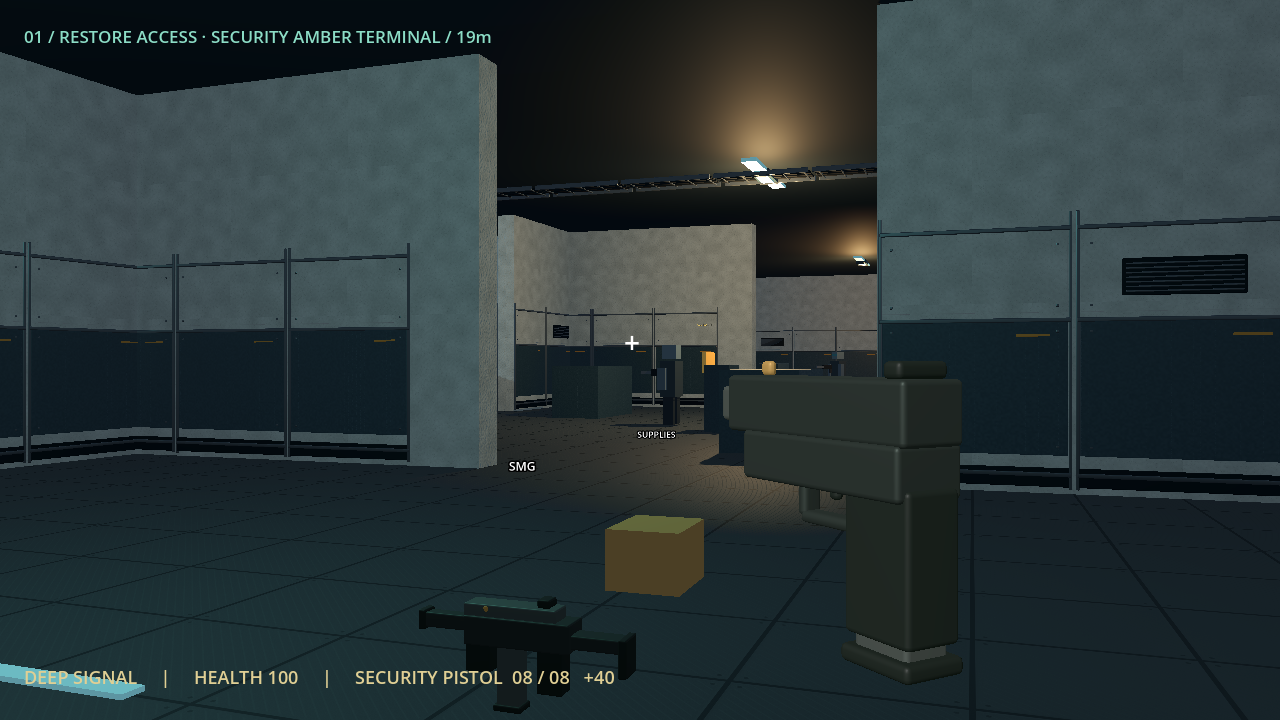 01 / RESTORE ACCESS · SECURITY AMBER TERMINAL / 19m
SUPPLIES
SMG
DEEP SIGNAL | HEALTH 100 | SECURITY PISTOL 08 / 08 +40